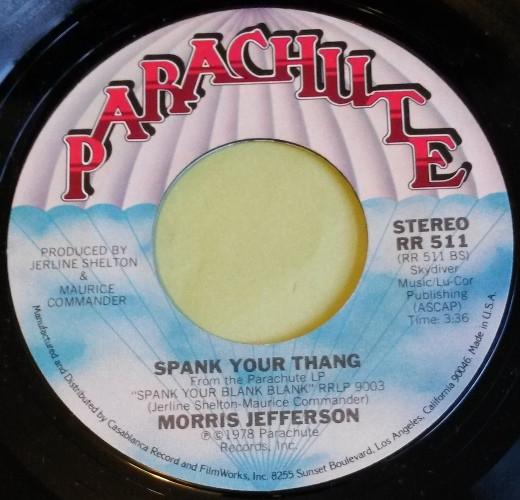 PARACHUTE
STEREO
RR 511
(RR 511 BS)
Skydiver
Music/Lu-Cor
Publishing
(ASCAP)
Time: 3:36
PRODUCED BY
JERLINE SHELTON
&
MAURICE
COMMANDER
SPANK YOUR THANG
From the Parachute LP
"SPANK YOUR BLANK BLANK" RRLP 9003
(Jerline Shelton-Maurice Commander)
MORRIS JEFFERSON
℗©1978 Parachute
Records, Inc.
Manufactured and Distributed by Casablanca Record and FilmWorks, Inc. 8255 Sunset Boulevard, Los Angeles, California 90046. Made in U.S.A.